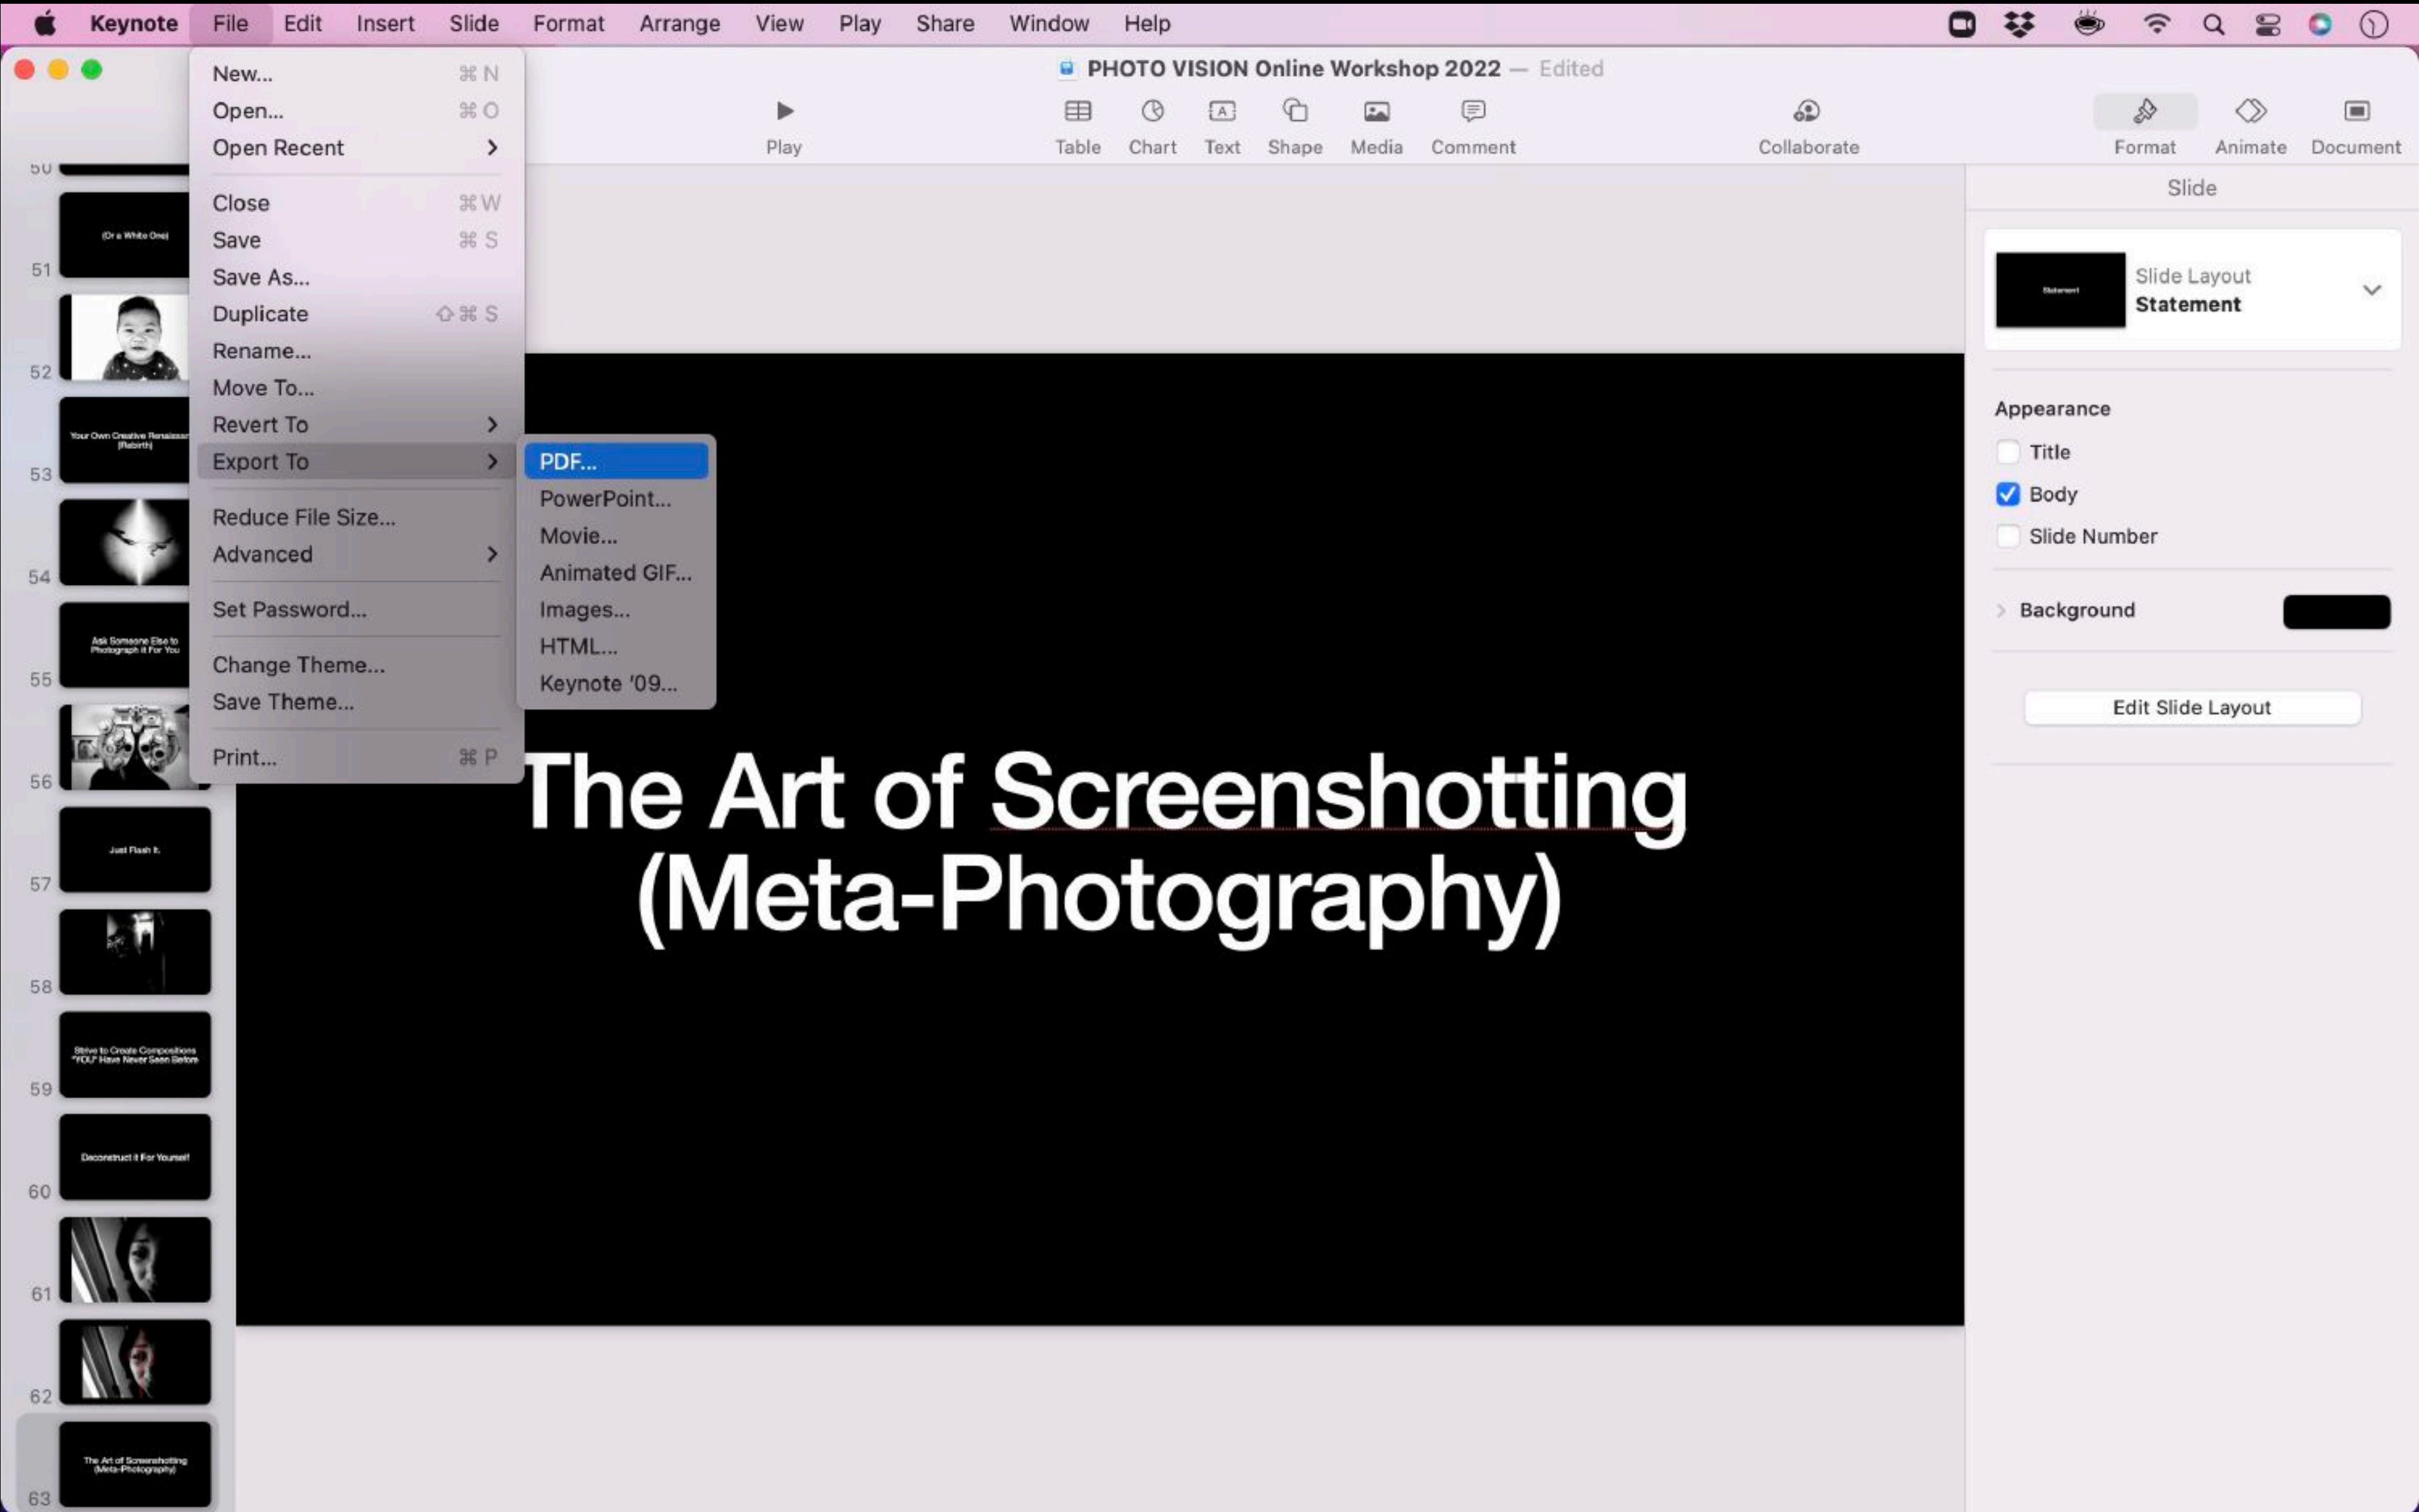 Keynote File Edit Insert Slide Format Arrange View Play Share Window Help
PHOTO VISION Online Workshop 2022 — Edited
Play
Table Chart Text Shape Media Comment
Collaborate
Format Animate Document
New... ⌘ N
Open... ⌘ O
Open Recent
Close ⌘ W
Save ⌘ S
Save As...
Duplicate ⇧ ⌘ S
Rename...
Move To...
Revert To
Export To
Reduce File Size...
Advanced
Set Password...
Change Theme...
Save Theme...
Print... ⌘ P
PDF...
PowerPoint...
Movie...
Animated GIF...
Images...
HTML...
Keynote '09...
50
(Or a White One)
51
52
Your Own Creative
(Rebirth)
53
54
Ask Someone Else to
Photograph it For You
55
56
Just Flash It.
57
58
Strive to Create Compositions
"YOU" Have Never Seen Before
59
Deconstruct it For Yourself
60
61
62
The Art of Screenshotting
(Meta-Photography)
63
The Art of Screenshotting
(Meta-Photography)
Slide
Statement
Slide Layout
Statement
Appearance
Title
Body
Slide Number
Background
Edit Slide Layout